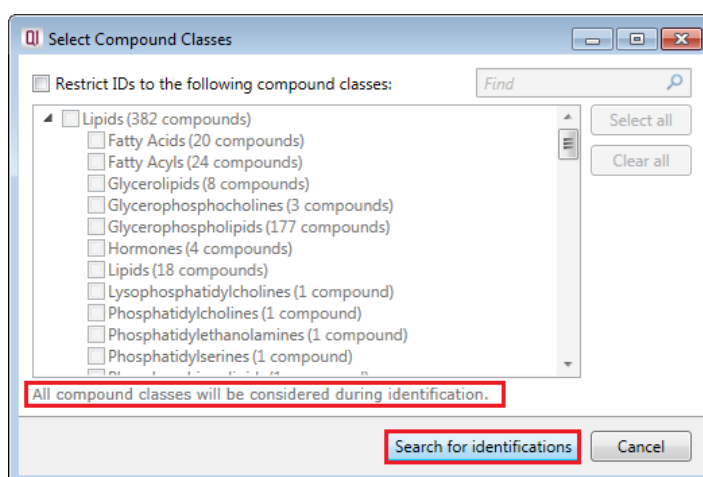 QI Select Compound Classes
Restrict IDs to the following compound classes:
Find
Lipids (382 compounds)
Select all
Fatty Acids (20 compounds)
Fatty Acyls (24 compounds)
Clear all
Glycerolipids (8 compounds)
Glycerophosphocholines (3 compounds)
Glycerophospholipids (177 compounds)
Hormones (4 compounds)
Lipids (18 compounds)
Lysophosphatidylcholines (1 compound)
Phosphatidylcholines (1 compound)
Phosphatidylethanolamines (1 compound)
Phosphatidylserines (1 compound)
All compound classes will be considered during identification.
Search for identifications
Cancel